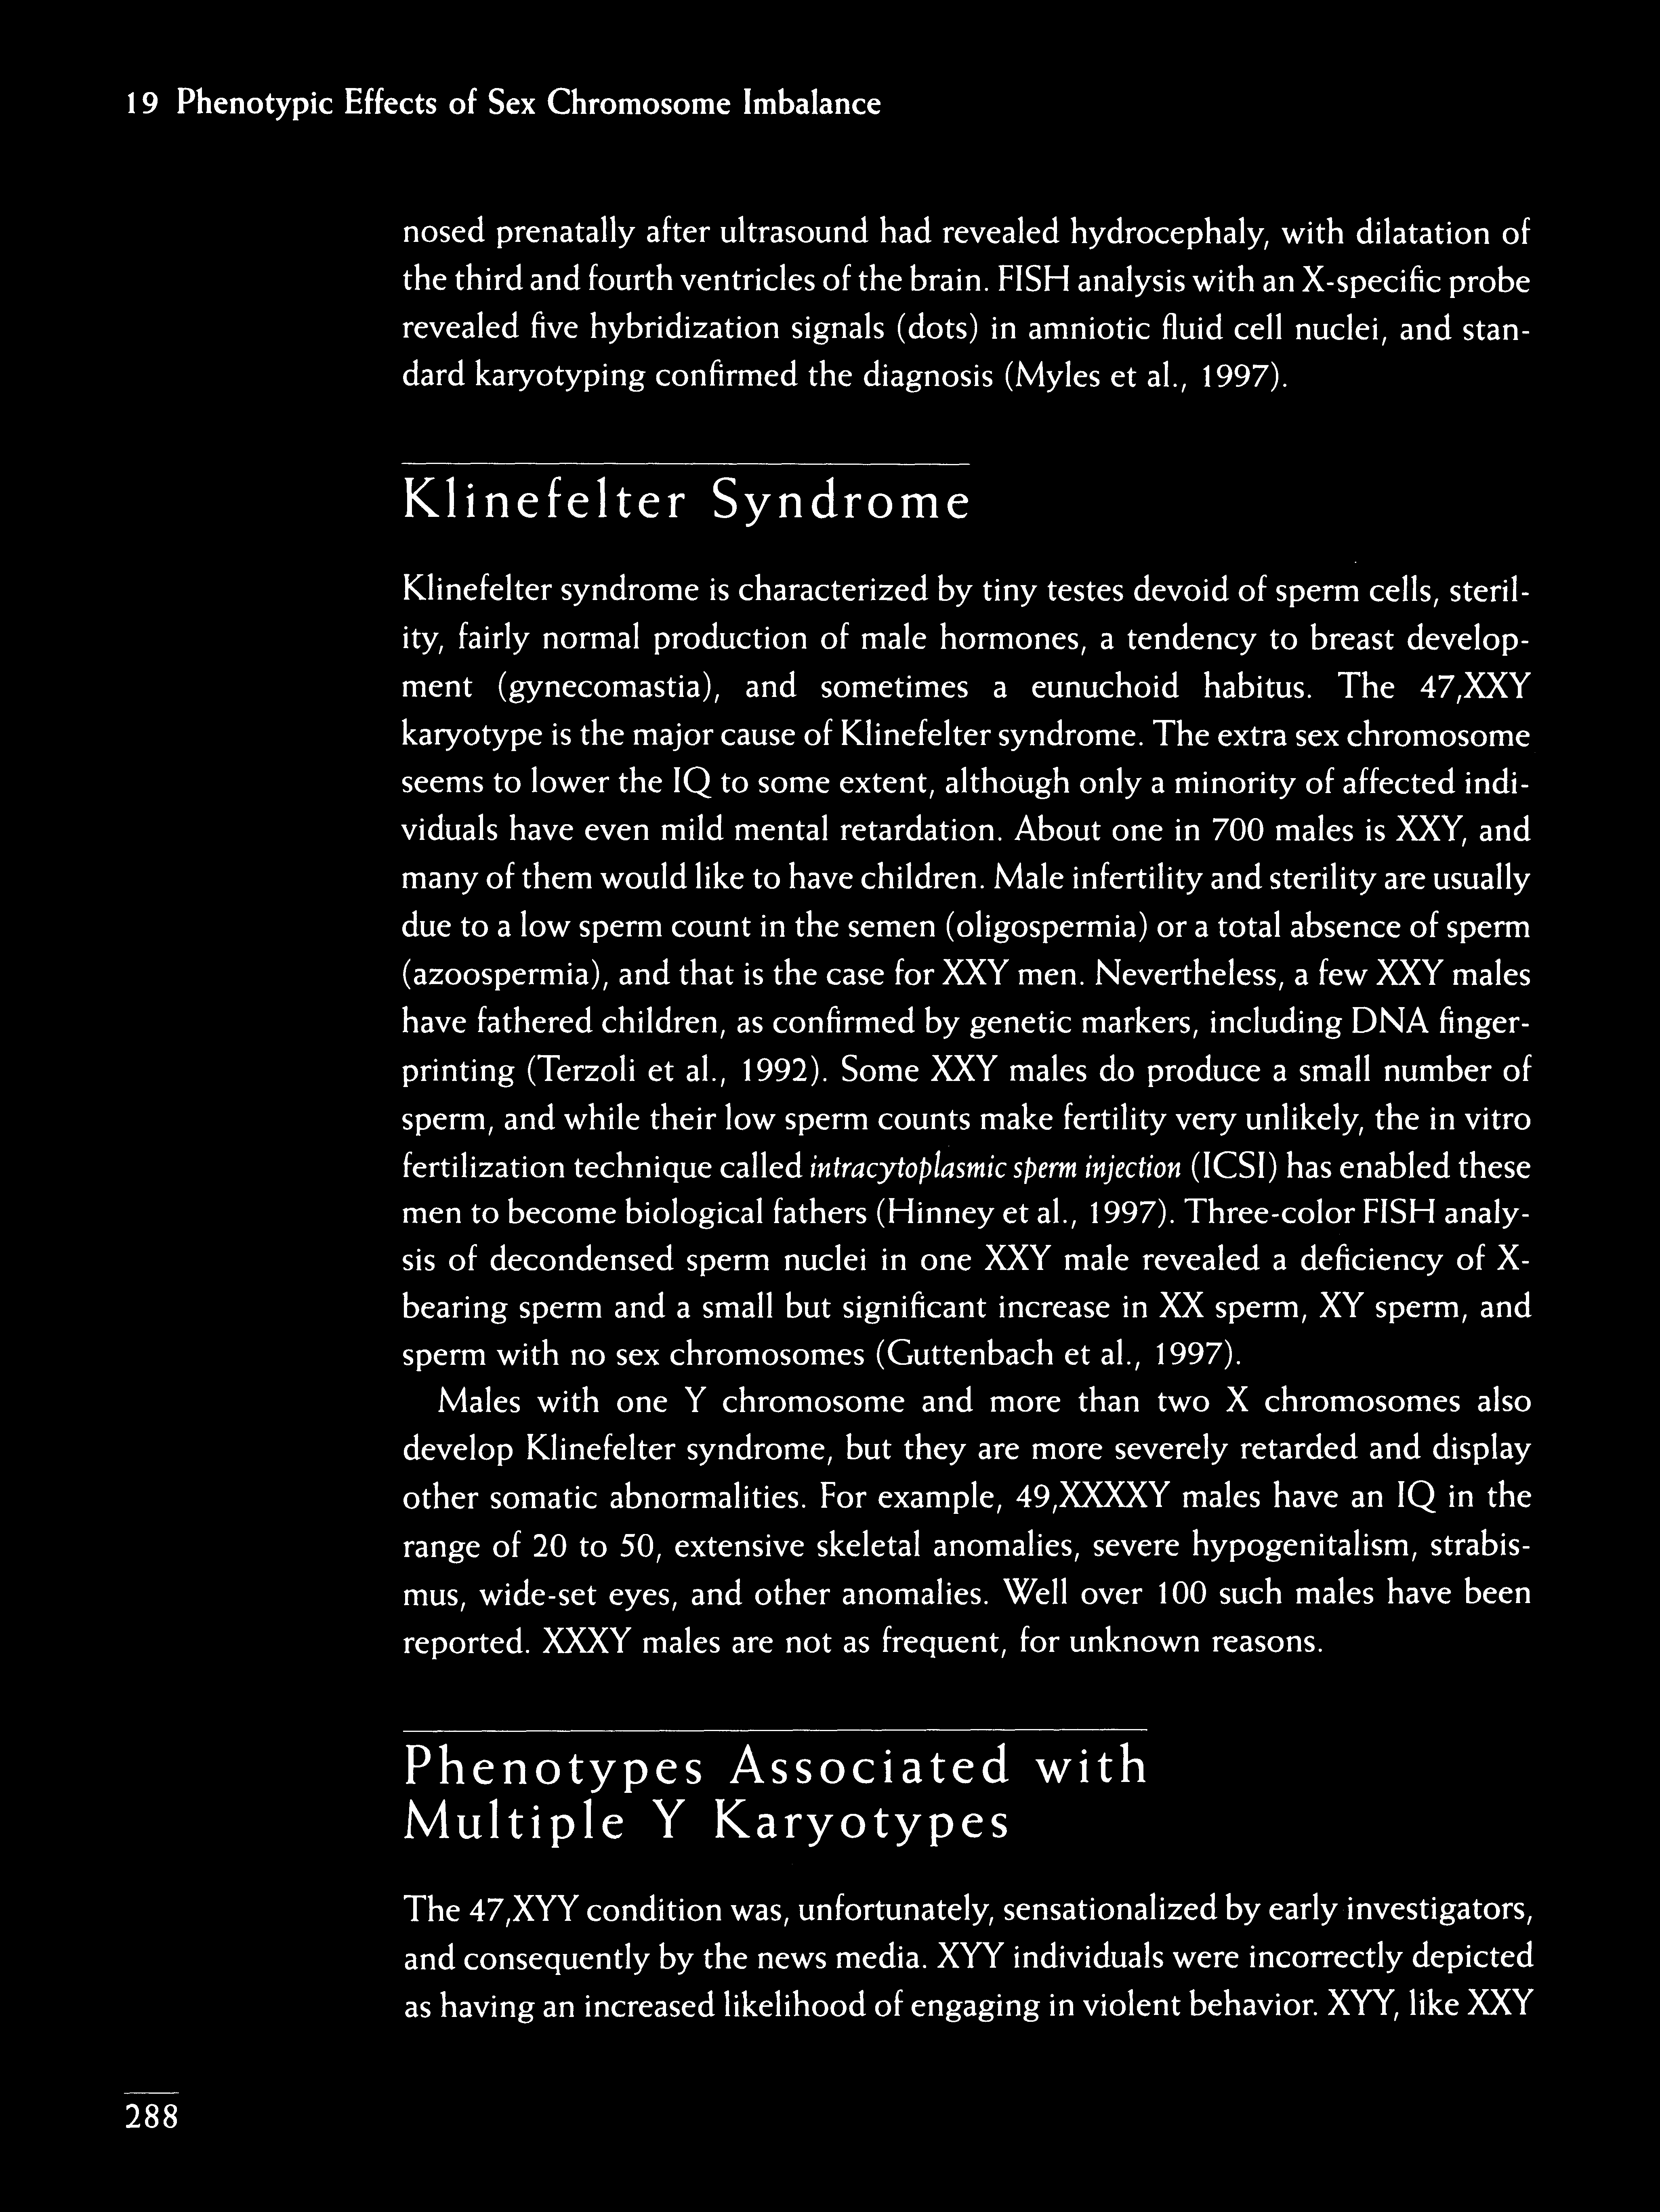 19 Phenotypic Effects of Sex Chromosome Imbalance
nosed prenatally after ultrasound had revealed hydrocephaly, with dilatation of
the third and fourth ventricles of the brain. FISH analysis with an X-specific probe
revealed five hybridization signals (dots) in amniotic fluid cell nuclei, and stan-
dard karyotyping confirmed the diagnosis (Myles et al., 1997).
Klinefelter Syndrome
Klinefelter syndrome is characterized by tiny testes devoid of sperm cells, steril-
ity, fairly normal production of male hormones, a tendency to breast develop-
ment (gynecomastia), and sometimes a eunuchoid habitus. The 47,XXY
karyotype is the major cause of Klinefelter syndrome. The extra sex chromosome
seems to lower the IQ to some extent, although only a minority of affected indi-
viduals have even mild mental retardation. About one in 700 males is XXY, and
many of them would like to have children. Male infertility and sterility are usually
due to a low sperm count in the semen (oligospermia) or a total absence of sperm
(azoospermia), and that is the case for XXY men. Nevertheless, a few XXY males
have fathered children, as confirmed by genetic markers, including DNA finger-
printing (Terzoli et al., 1992). Some XXY males do produce a small number of
sperm, and while their low sperm counts make fertility very unlikely, the in vitro
fertilization technique called intracytoplasmic sperm injection (ICSI) has enabled these
men to become biological fathers (Hinney et al., 1997). Three-color FISH analy-
sis of decondensed sperm nuclei in one XXY male revealed a deficiency of X-
bearing sperm and a small but significant increase in XX sperm, XY sperm, and
sperm with no sex chromosomes (Guttenbach et al., 1997).
Males with one Y chromosome and more than two X chromosomes also
develop Klinefelter syndrome, but they are more severely retarded and display
other somatic abnormalities. For example, 49,XXXXY males have an IQ in the
range of 20 to 50, extensive skeletal anomalies, severe hypogenitalism, strabis-
mus, wide-set eyes, and other anomalies. Well over 100 such males have been
reported. XXXY males are not as frequent, for unknown reasons.
Phenotypes Associated with
Multiple Y Karyotypes
The 47,XYY condition was, unfortunately, sensationalized by early investigators,
and consequently by the news media. XYY individuals were incorrectly depicted
as having an increased likelihood of engaging in violent behavior. XYY, like XXY
288